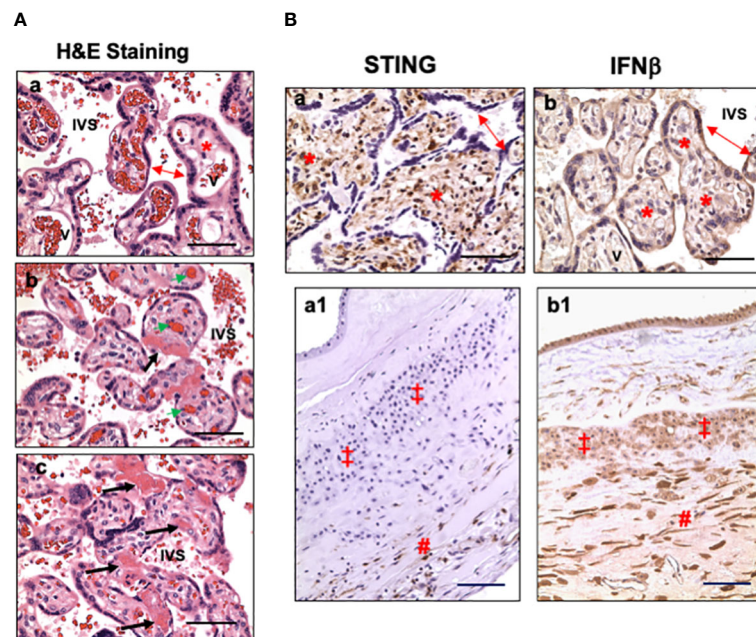 A
B
H&E Staining
STING
IFNβ
a
IVS
*
V
V
b
IVS
c
IVS
a
*
*
b
IVS
*
*
*
V
a1
‡
‡
#
b1
‡
‡
#